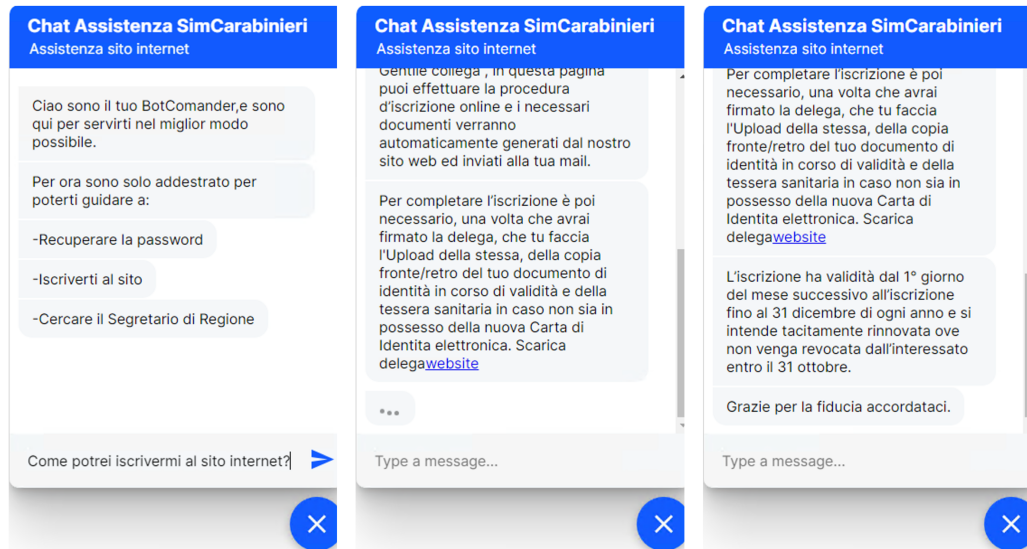 Chat Assistenza SimCarabinieri
Assistenza sito internet
Ciao sono il tuo BotComander,e sono
qui per servirti nel miglior modo
possibile.
Per ora sono solo addestrato per
poterti guidare a:
-Recuperare la password
-Iscriverti al sito
-Cercare il Segretario di Regione
Come potrei iscrivermi al sito internet?
Chat Assistenza SimCarabinieri
Assistenza sito internet
Gentile collega , in questa pagina
puoi effettuare la procedura
d'iscrizione online e i necessari
documenti verranno
automaticamente generati dal nostro
sito web ed inviati alla tua mail.
Per completare l'iscrizione è poi
necessario, una volta che avrai
firmato la delega, che tu faccia
l'Upload della stessa, della copia
fronte/retro del tuo documento di
identità in corso di validità e della
tessera sanitaria in caso non sia in
possesso della nuova Carta di
Identita elettronica. Scarica
delegawebsite
Type a message...
Chat Assistenza SimCarabinieri
Assistenza sito internet
Per completare l'iscrizione è poi
necessario, una volta che avrai
firmato la delega, che tu faccia
l'Upload della stessa, della copia
fronte/retro del tuo documento di
identità in corso di validità e della
tessera sanitaria in caso non sia in
possesso della nuova Carta di
Identita elettronica. Scarica
delegawebsite
L'iscrizione ha validità dal 1° giorno
del mese successivo all'iscrizione
fino al 31 dicembre di ogni anno e si
intende tacitamente rinnovata ove
non venga revocata dall'interessato
entro il 31 ottobre.
Grazie per la fiducia accordataci.
Type a message...